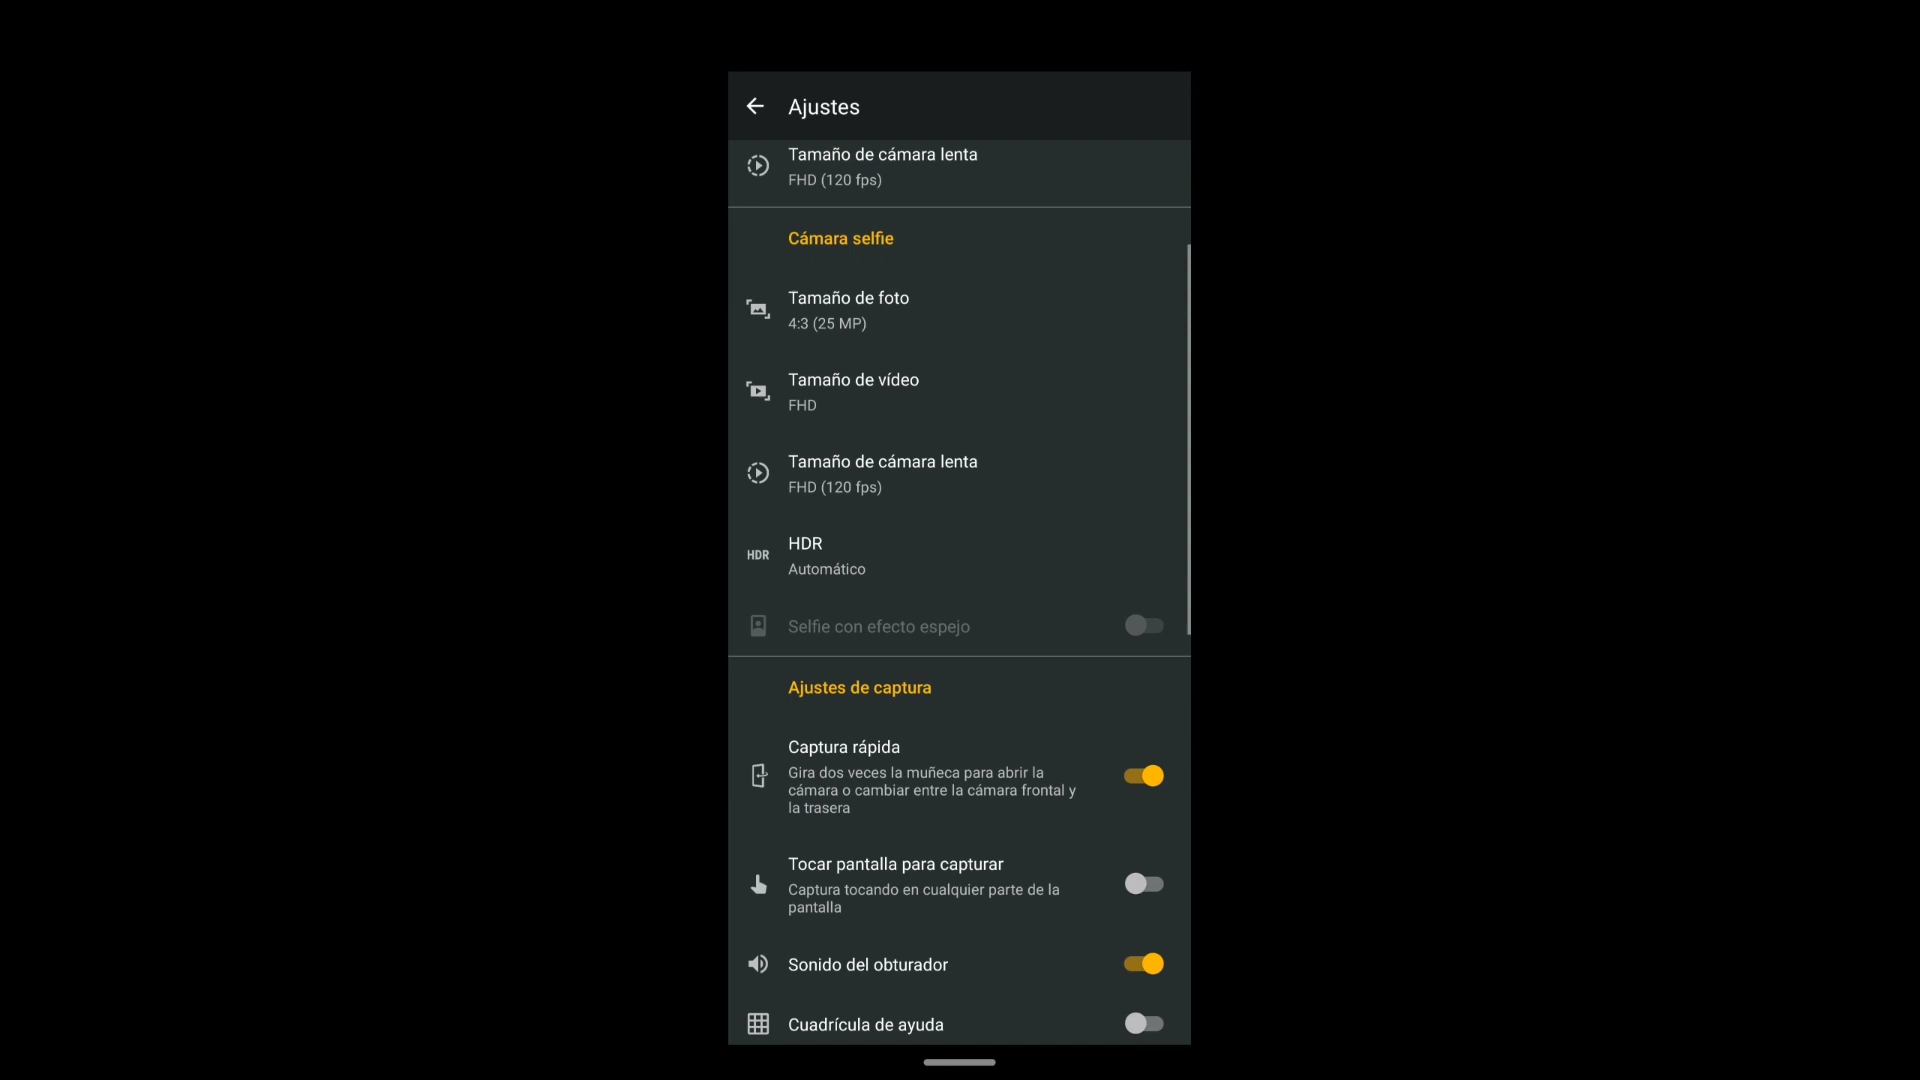 Ajustes
Tamaño de cámara lenta
FHD (120 fps)
Cámara selfie
Tamaño de foto
4:3 (25 MP)
Tamaño de vídeo
FHD
Tamaño de cámara lenta
FHD (120 fps)
HDR
HDR
Automático
Selfie con efecto espejo
Ajustes de captura
Captura rápida
Gira dos veces la muñeca para abrir la
cámara o cambiar entre la cámara frontal y
la trasera
Tocar pantalla para capturar
Captura tocando en cualquier parte de la
pantalla
Sonido del obturador
Cuadrícula de ayuda